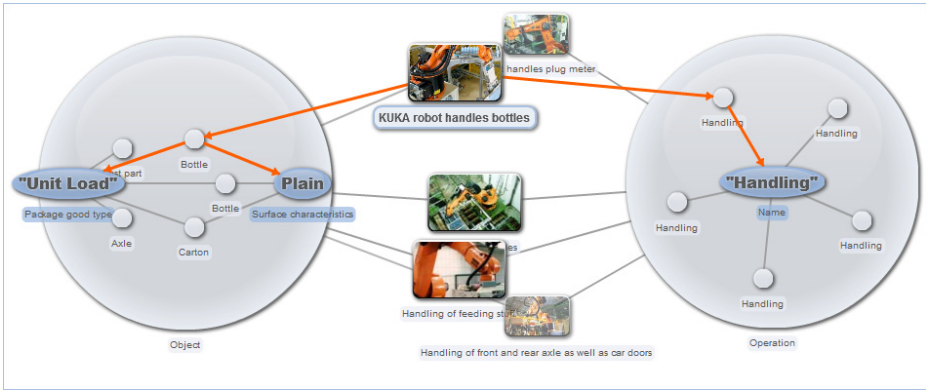 handles plug meter
KUKA robot handles bottles
Handling
Handling
Bottle
st part
"Unit Load"
Plain
"Handling"
Package good type
Bottle
Surface characteristics
Name
Axle
Carton
Handling
Handling
Handling
Handling of feeding
Object
Operation
Handling of front and rear axle as well as car doors